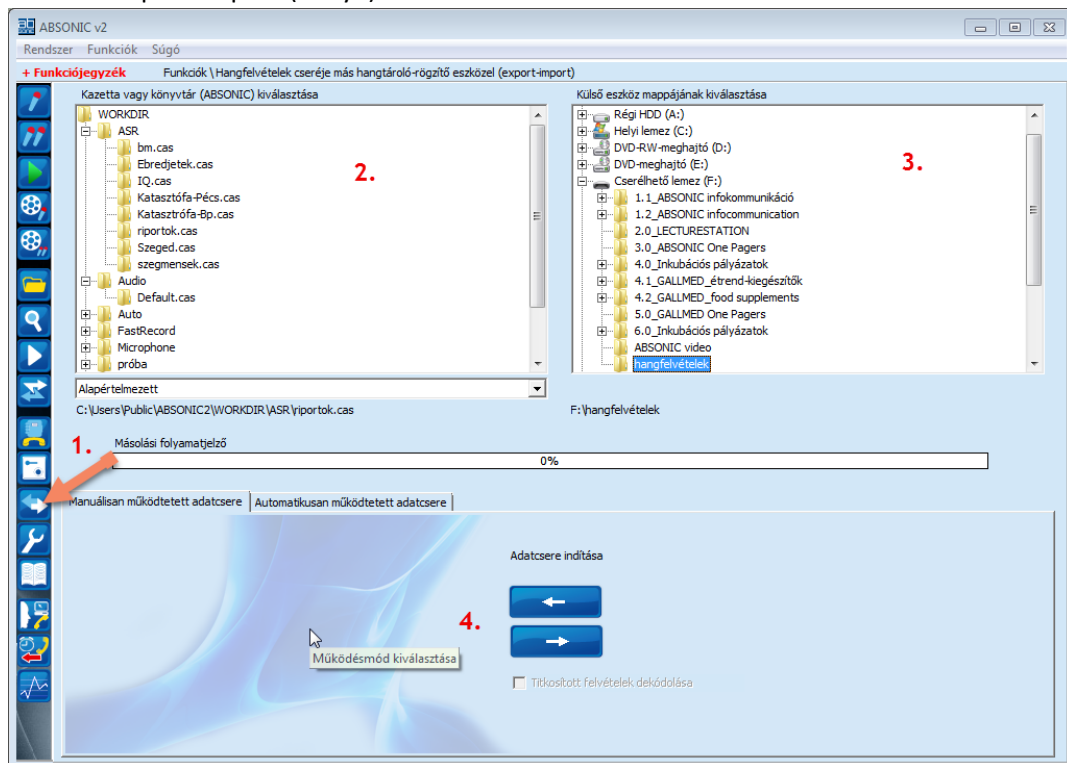 ABSONIC v2
Rendszer Funkciók Súgó
+ Funkciójegyzék Funkciók \ Hangfelvételek cseréje más hangtároló-rögzítő eszközel (export-import)
Kazetta vagy könyvtár (ABSONIC) kiválasztása
WORKDIR
ASR
bm.cas
Ebredjetek.cas
IQ.cas
Katasztófa-Pécs.cas
Katasztrófa-Bp.cas
riportok.cas
Szeged.cas
szegmensek.cas
Audio
Default.cas
Auto
FastRecord
Microphone
próba
2.
Alapértelmezett
C:\Users\Public\ABSONIC2\WORKDIR\ASR\riportok.cas
Külső eszköz mappájának kiválasztása
Régi HDD (A:)
Helyi lemez (C:)
DVD-RW-meghajtó (D:)
DVD-meghajtó (E:)
Cserélhető lemez (F:)
1.1_ABSONIC infokommunikáció
1.2_ABSONIC infocommunication
2.0_LECTURESTATION
3.0_ABSONIC One Pagers
4.0_Inkubációs pályázatok
4.1_GALLMED_étrend-kiegészítők
4.2_GALLMED_food supplements
5.0_GALLMED One Pagers
6.0_Inkubációs pályázatok
ABSONIC video
hangfelvételek
3.
F:\hangfelvételek
1.
Másolási folyamatjelző
0%
Manuálisan működtetett adatcsere Automatikusan működtetett adatcsere
Adatcsere indítása
4.
Működésmód kiválasztása
Titkosított felvételek dekódolása